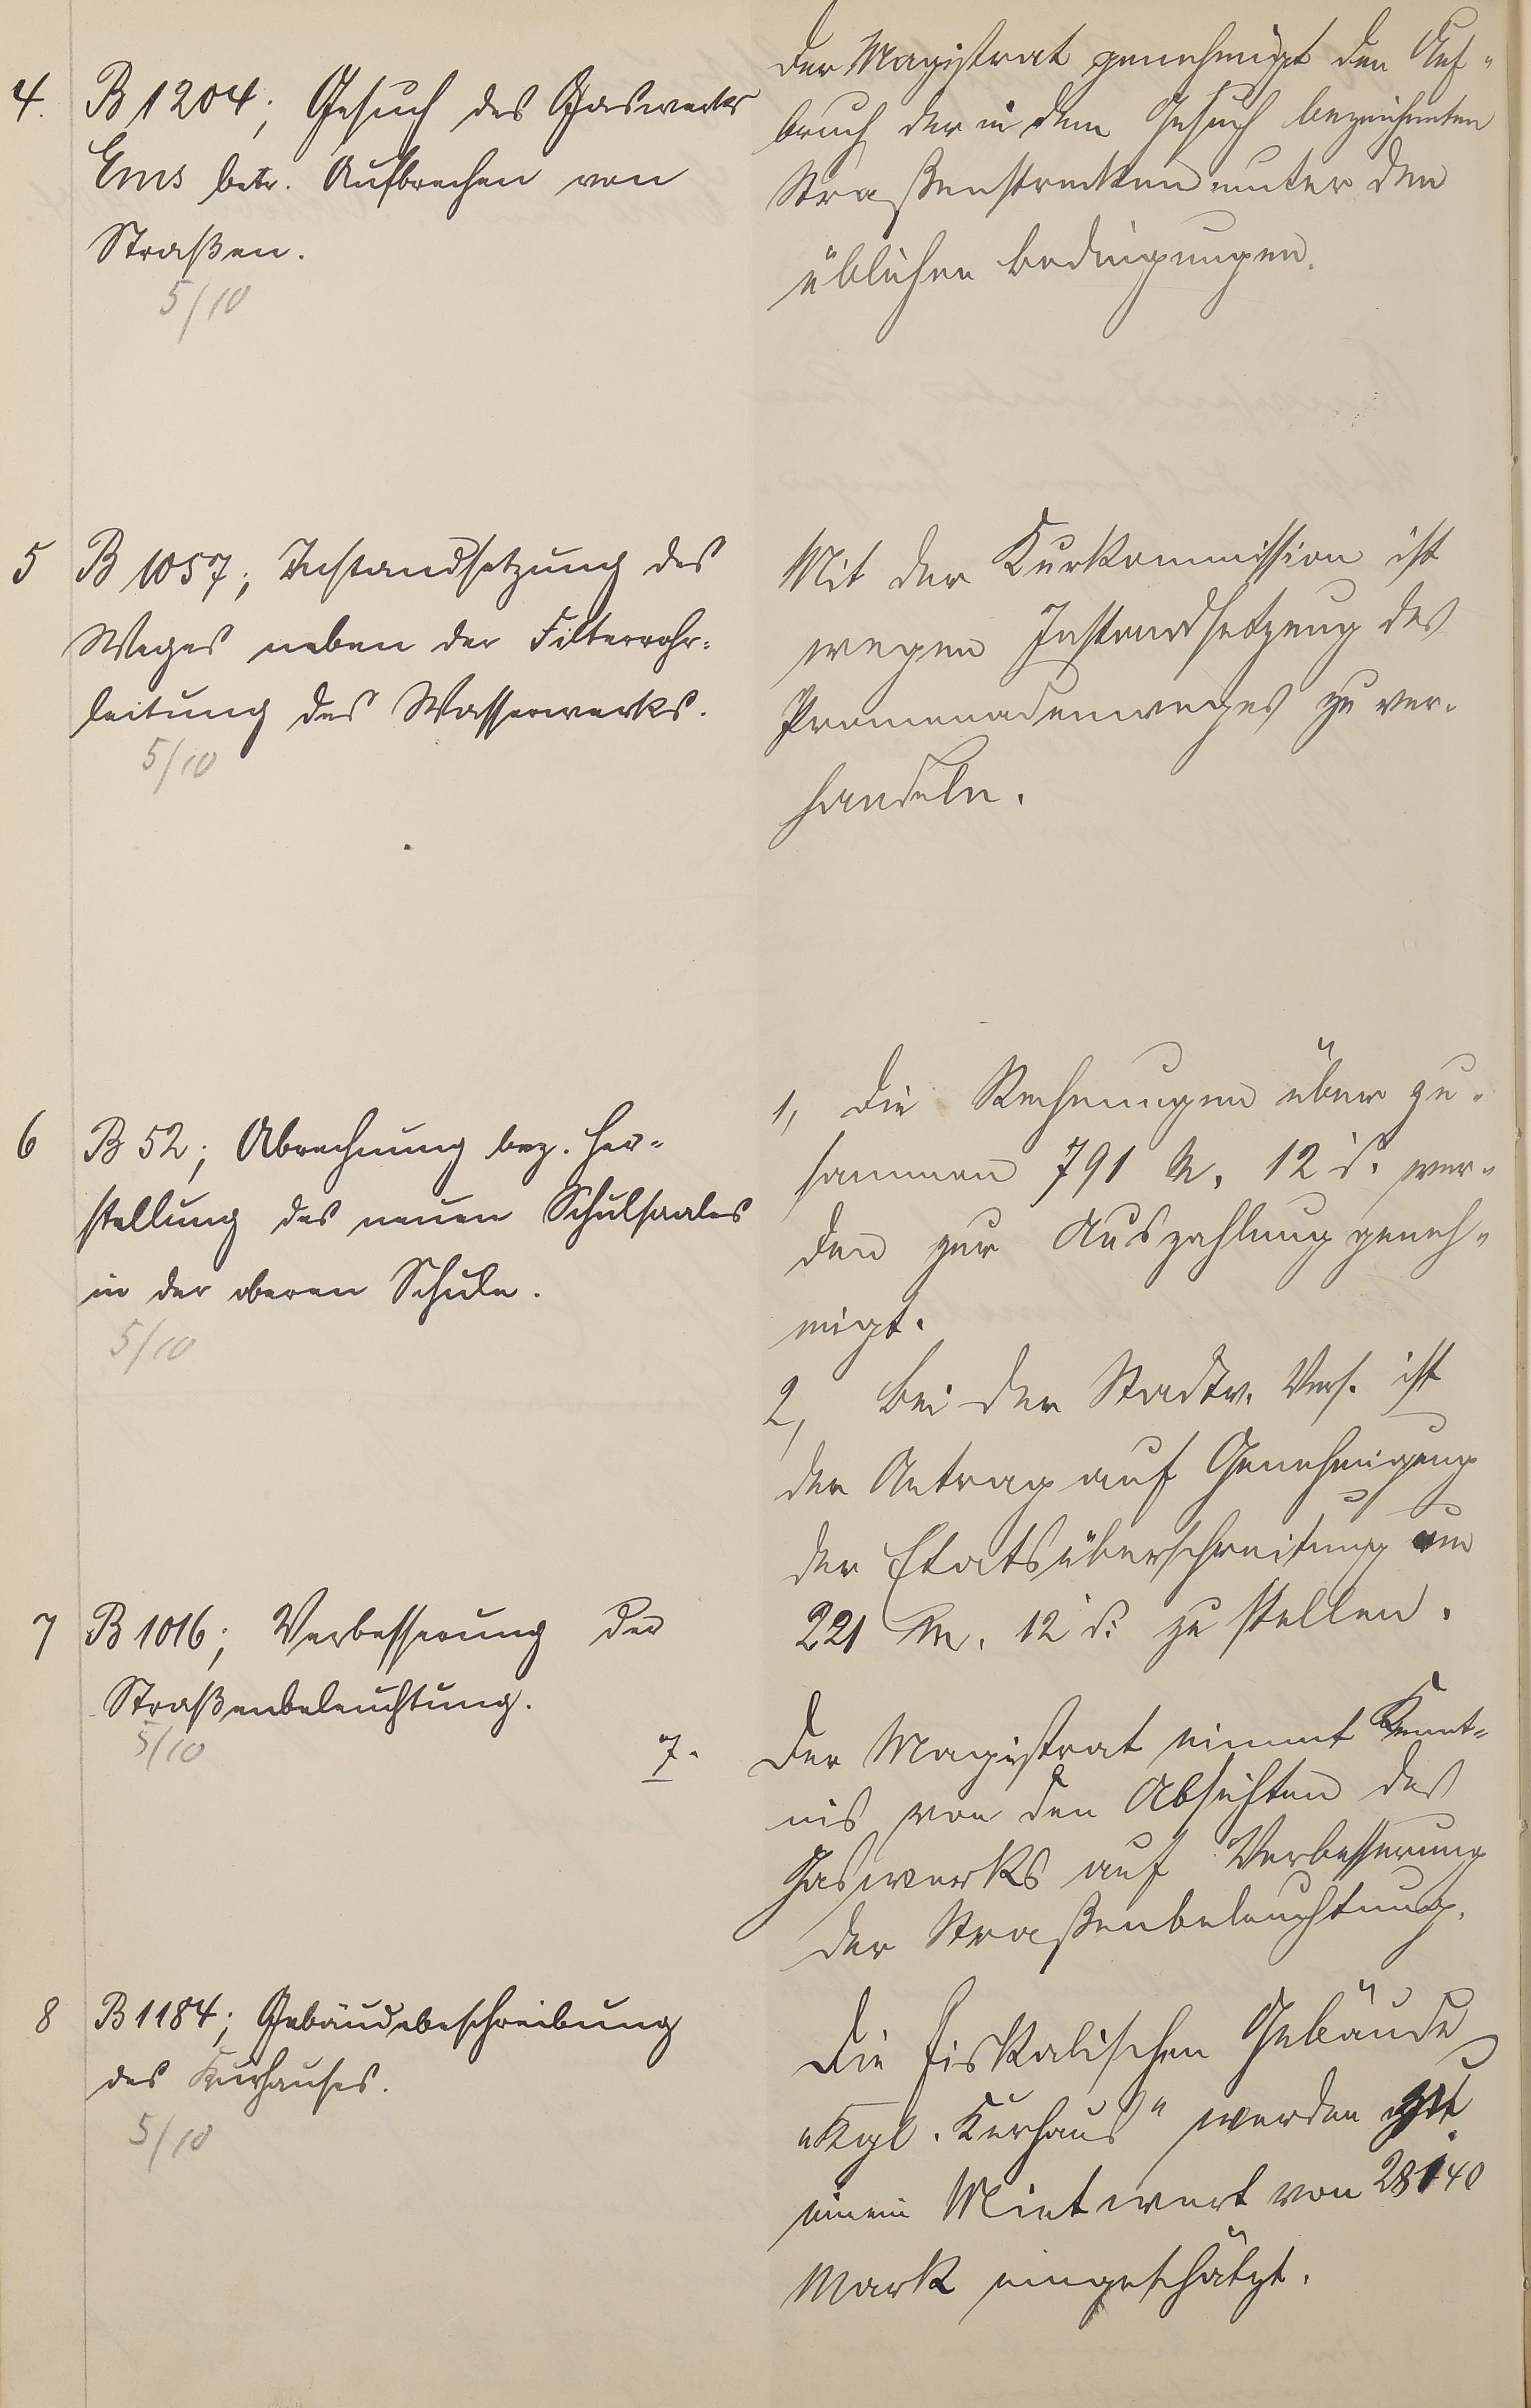 4. B 1204; Gesuch des Gaswerks
Ems betr. Aufbrechen von
Straßen.
5/10
Der Magistrat genehmigt den Auf-
bruch der in dem Gesuch bezeichneten
Straßenstrecken unter den
üblichen Bedingungen.
5 B 1057; Instandsetzung des
Weges neben der Filterrohr-
leitung des Wasserwerks.
5/10
Mit der Kurkommission ist
wegen Instandsetzung des
Promenadenweges zu ver-
handeln.
6 B 52; Abrechnung bez. Her-
stellung des neuen Schulsaales
in der oberen Schule.
5/10
1, Die Rechnungen über zu-
sammen 791 M. 12 d. wer-
den zur Auszahlung geneh-
migt.
2, Bei der Stadtv. Vers. ist
der Antrag auf Genehmigung
der Etatsüberschreitung um
221 M. 12 d. zu stellen.
7 B 1016; Verbesserung der
Straßenbeleuchtung.
5/10
7. Der Magistrat nimmt Kennt-
nis von den Absichten des
Gaswerks auf Verbesserung
der Straßenbeleuchtung.
8 B 1184; Gebäudebeschreibung
des Kurhauses.
5/10
Die fiskalischen Gebäude
"Kgl. Kurhaus" werden
einem Mietwert von 28140
Mark eingeschätzt.